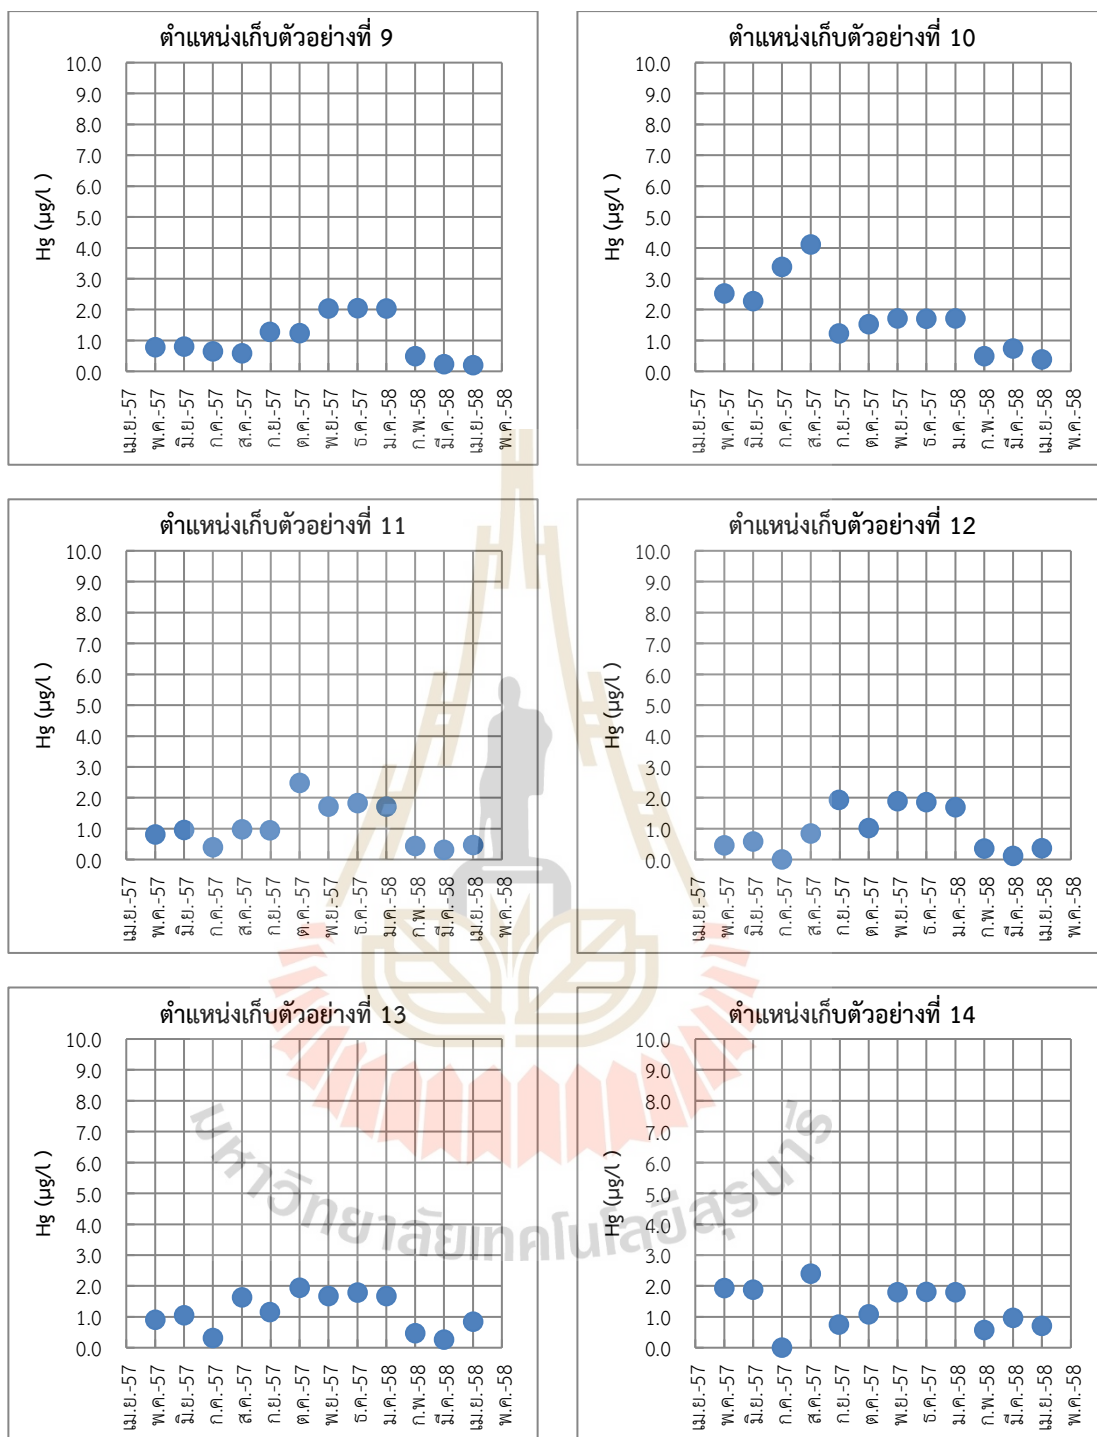 ตำแหน่งเก็บตัวอย่างที่ 9
10.0
9.0
8.0
7.0
6.0
5.0
4.0
3.0
2.0
1.0
0.0
Hg (µg/l )
เม.ย.-57
พ.ค.-57
มิ.ย.-57
ก.ค.-57
ส.ค.-57
ก.ย.-57
ต.ค.-57
พ.ย.-57
ธ.ค.-57
ม.ค.-58
ก.พ.-58
มี.ค.-58
เม.ย.-58
พ.ค.-58
ตำแหน่งเก็บตัวอย่างที่ 10
10.0
9.0
8.0
7.0
6.0
5.0
4.0
3.0
2.0
1.0
0.0
Hg (µg/l )
เม.ย.-57
พ.ค.-57
มิ.ย.-57
ก.ค.-57
ส.ค.-57
ก.ย.-57
ต.ค.-57
พ.ย.-57
ธ.ค.-57
ม.ค.-58
ก.พ.-58
มี.ค.-58
เม.ย.-58
พ.ค.-58
ตำแหน่งเก็บตัวอย่างที่ 11
10.0
9.0
8.0
7.0
6.0
5.0
4.0
3.0
2.0
1.0
0.0
Hg (µg/l )
เม.ย.-57
พ.ค.-57
มิ.ย.-57
ก.ค.-57
ส.ค.-57
ก.ย.-57
ต.ค.-57
พ.ย.-57
ธ.ค.-57
ม.ค.-58
ก.พ.-58
มี.ค.-58
เม.ย.-58
พ.ค.-58
ตำแหน่งเก็บตัวอย่างที่ 12
10.0
9.0
8.0
7.0
6.0
5.0
4.0
3.0
2.0
1.0
0.0
Hg (µg/l )
เม.ย.-57
พ.ค.-57
มิ.ย.-57
ก.ค.-57
ส.ค.-57
ก.ย.-57
ต.ค.-57
พ.ย.-57
ธ.ค.-57
ม.ค.-58
ก.พ.-58
มี.ค.-58
เม.ย.-58
พ.ค.-58
ตำแหน่งเก็บตัวอย่างที่ 13
10.0
9.0
8.0
7.0
6.0
5.0
4.0
3.0
2.0
1.0
0.0
Hg (µg/l )
เม.ย.-57
พ.ค.-57
มิ.ย.-57
ก.ค.-57
ส.ค.-57
ก.ย.-57
ต.ค.-57
พ.ย.-57
ธ.ค.-57
ม.ค.-58
ก.พ.-58
มี.ค.-58
เม.ย.-58
พ.ค.-58
ตำแหน่งเก็บตัวอย่างที่ 14
10.0
9.0
8.0
7.0
6.0
5.0
4.0
3.0
2.0
1.0
0.0
Hg (µg/l )
เม.ย.-57
พ.ค.-57
มิ.ย.-57
ก.ค.-57
ส.ค.-57
ก.ย.-57
ต.ค.-57
พ.ย.-57
ธ.ค.-57
ม.ค.-58
ก.พ.-58
มี.ค.-58
เม.ย.-58
พ.ค.-58
มหาวิทยาลัยเทคโนโลยีสุรนารี